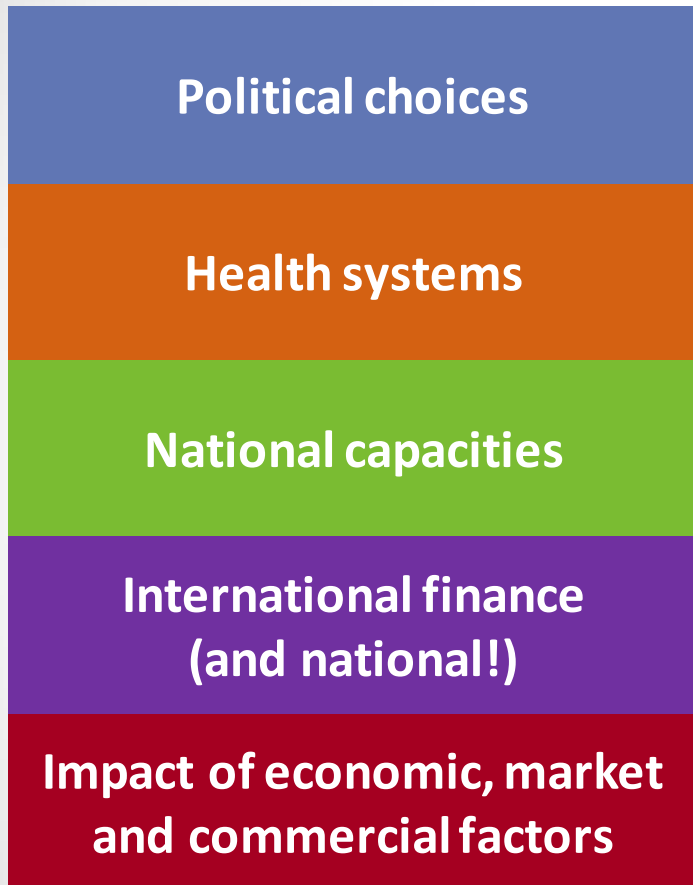 Political choices
Health systems
National capacities
International finance
(and national!)
Impact of economic, market
and commercial factors